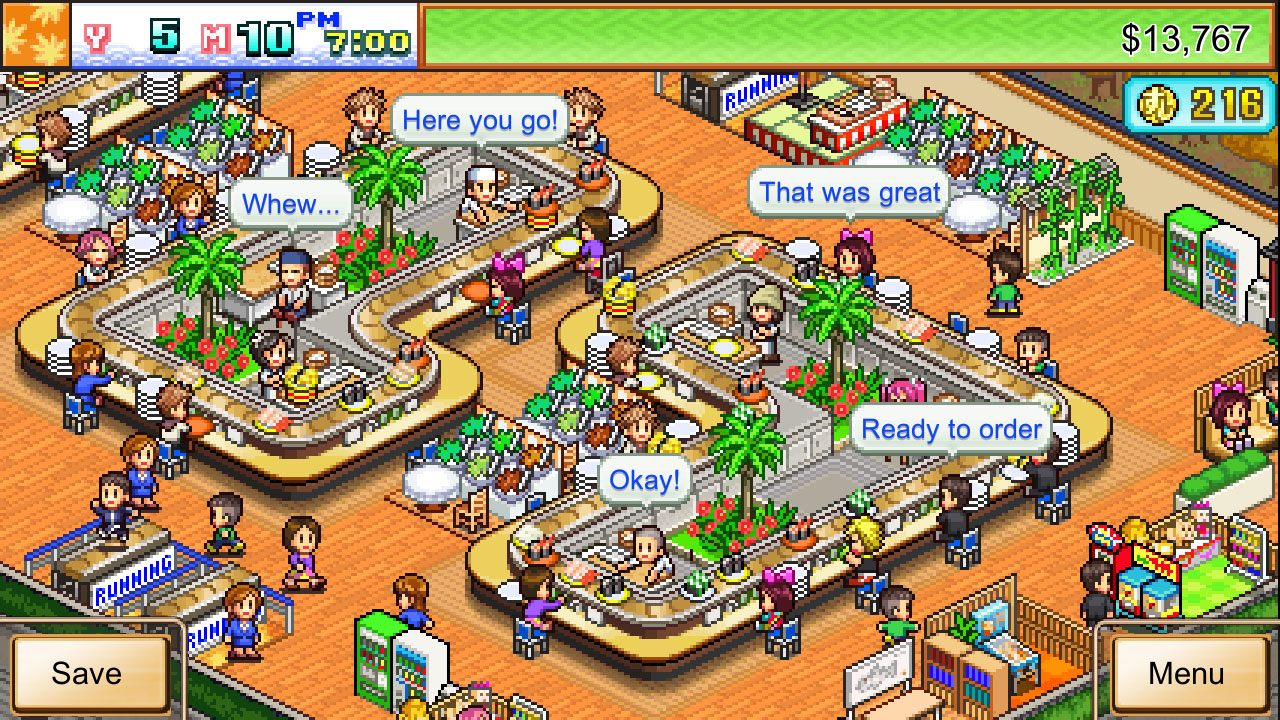 Y 5 M 10 PM 7:00
$13,767
216
RUNNING
Here you go!
Whew...
That was great
Ready to order
Okay!
RUNNING
RUN
Save
Menu